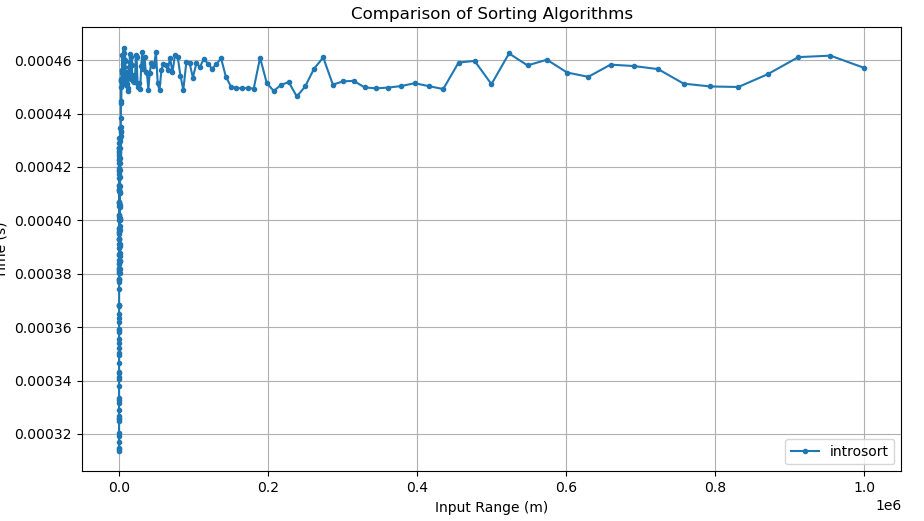 Comparison of Sorting Algorithms
0.00046
0.00044
0.00042
0.00040
0.00038
0.00036
0.00034
0.00032
Time (s)
introsort
0.0
0.2
0.4
0.6
0.8
1.0
1e6
Input Range (m)